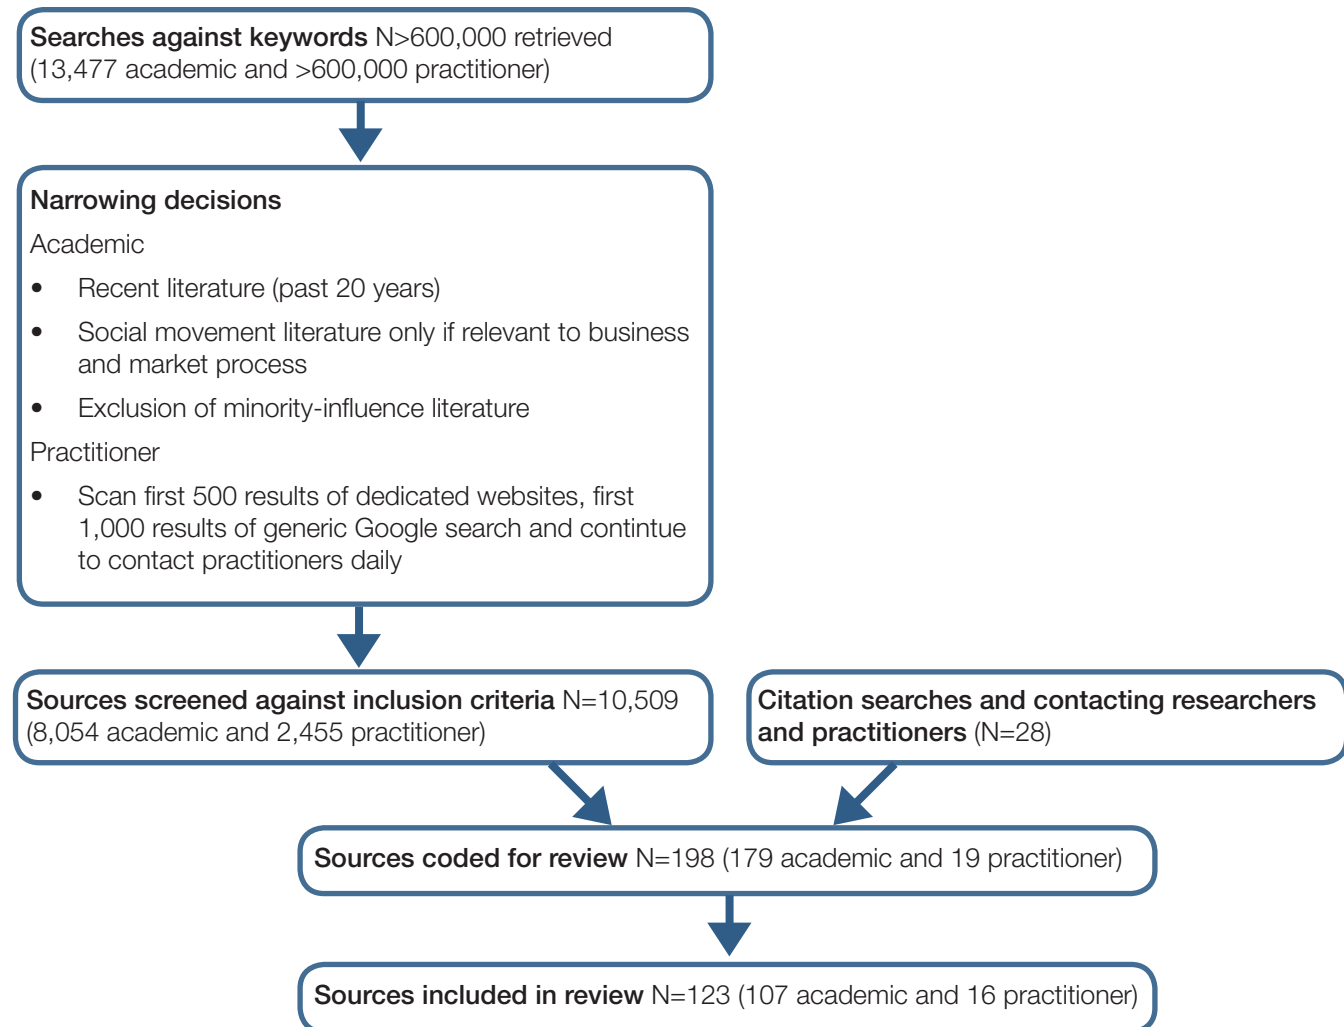 Searches against keywords N>600,000 retrieved
(13,477 academic and >600,000 practitioner)
Narrowing decisions
Academic
• Recent literature (past 20 years)
• Social movement literature only if relevant to business
and market process
• Exclusion of minority-influence literature
Practitioner
• Scan first 500 results of dedicated websites, first
1,000 results of generic Google search and contintue
to contact practitioners daily
Sources screened against inclusion criteria N=10,509
(8,054 academic and 2,455 practitioner)
Citation searches and contacting researchers
and practitioners (N=28)
Sources coded for review N=198 (179 academic and 19 practitioner)
Sources included in review N=123 (107 academic and 16 practitioner)